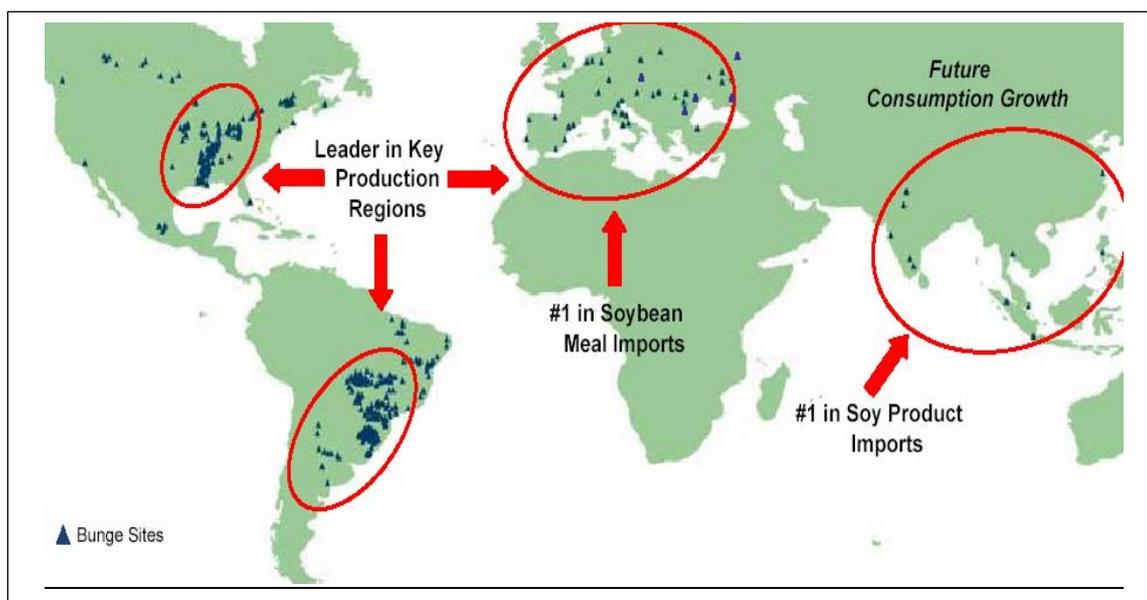 Future
Consumption Growth
Leader in Key
Production
Regions
#1 in Soybean
Meal Imports
#1 in Soy Product
Imports
Bunge Sites